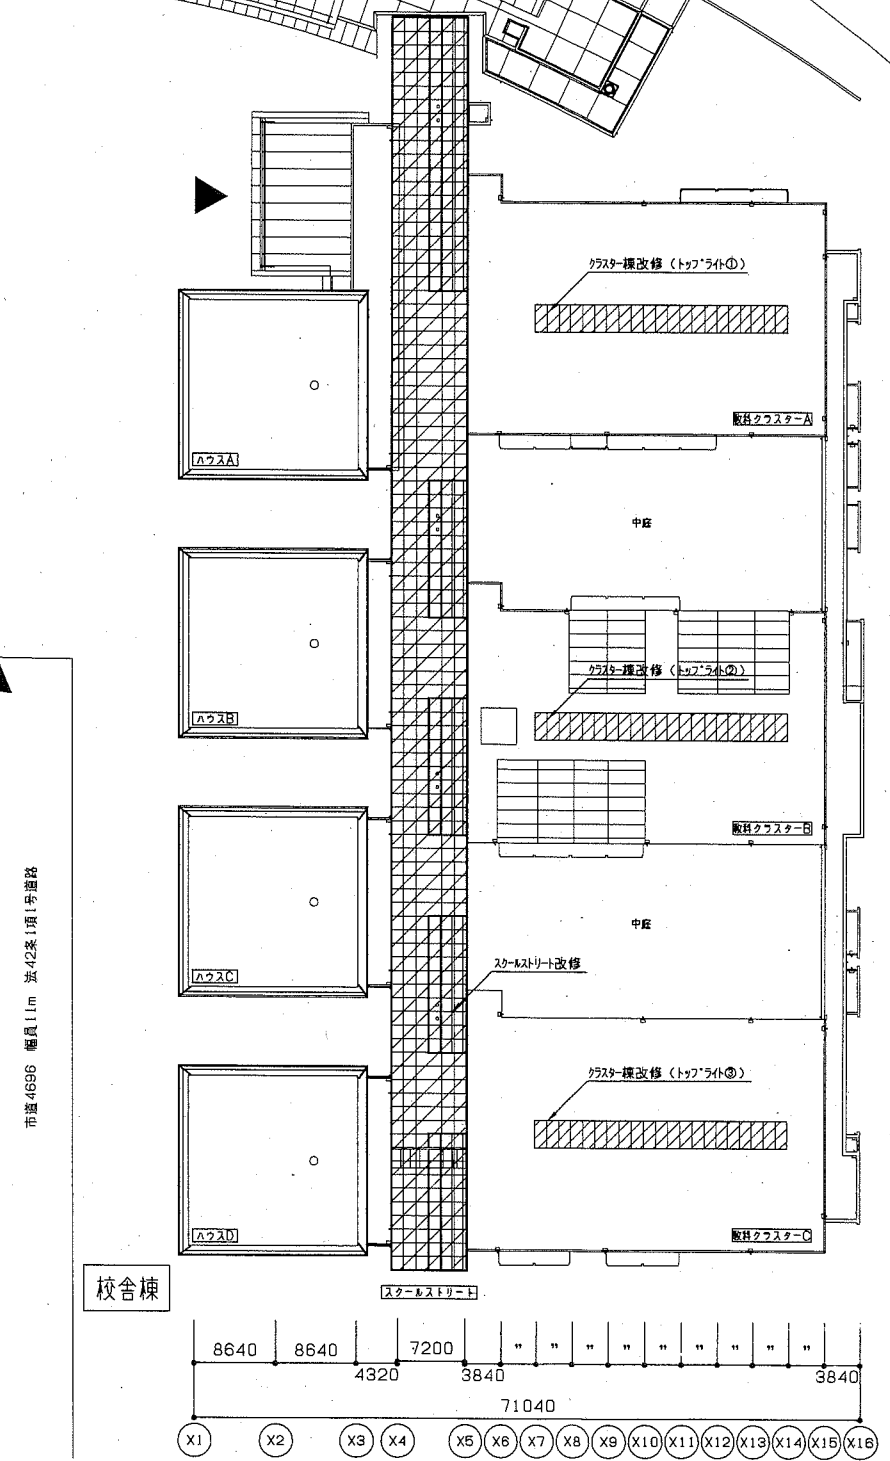 クラスター棟改修（トップライト①）
教科クラスターA
ハウスA
中庭
クラスター棟改修（トップライト②）
ハウスB
教科クラスターB
市道4696 幅員11m 法42条1項1号道路
中庭
スクールストリート改修
ハウスC
クラスター棟改修（トップライト③）
ハウスD
教科クラスターC
校舎棟
スクールストリート
8640 8640 7200 〃 〃 〃 〃 〃 〃 〃 〃 〃
4320 3840 3840
71040
X1 X2 X3 X4 X5 X6 X7 X8 X9 X10 X11 X12 X13 X14 X15 X16